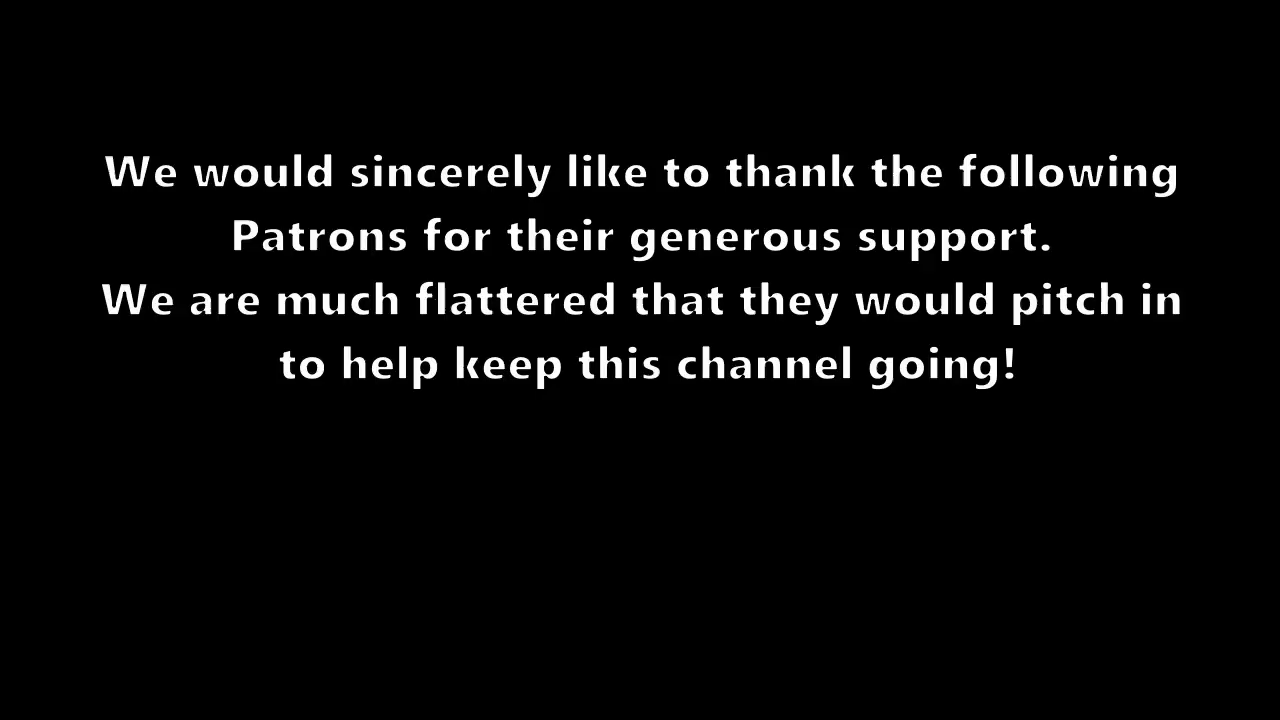 We would sincerely like to thank the following
Patrons for their generous support.
We are much flattered that they would pitch in
to help keep this channel going!